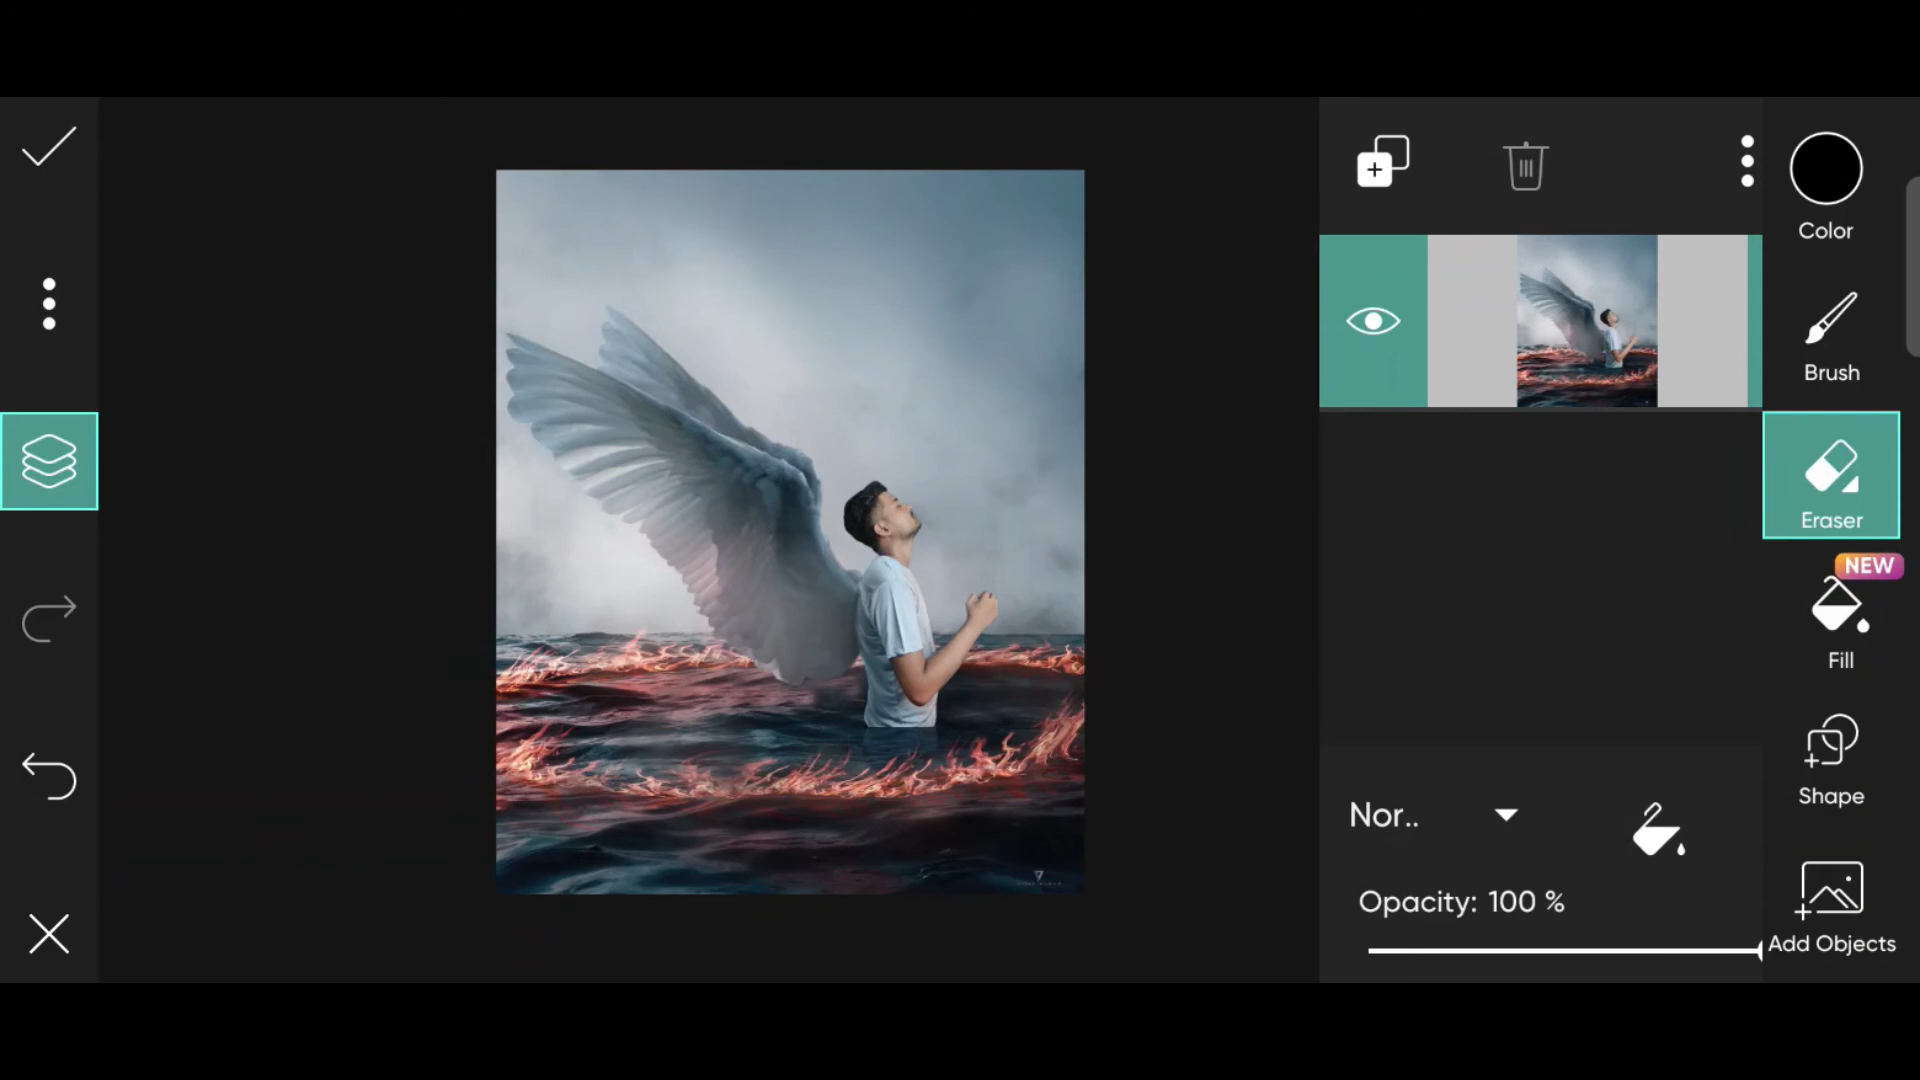 Color
Brush
Eraser
NEW
Fill
Shape
Nor..
Opacity: 100 %
Add Objects